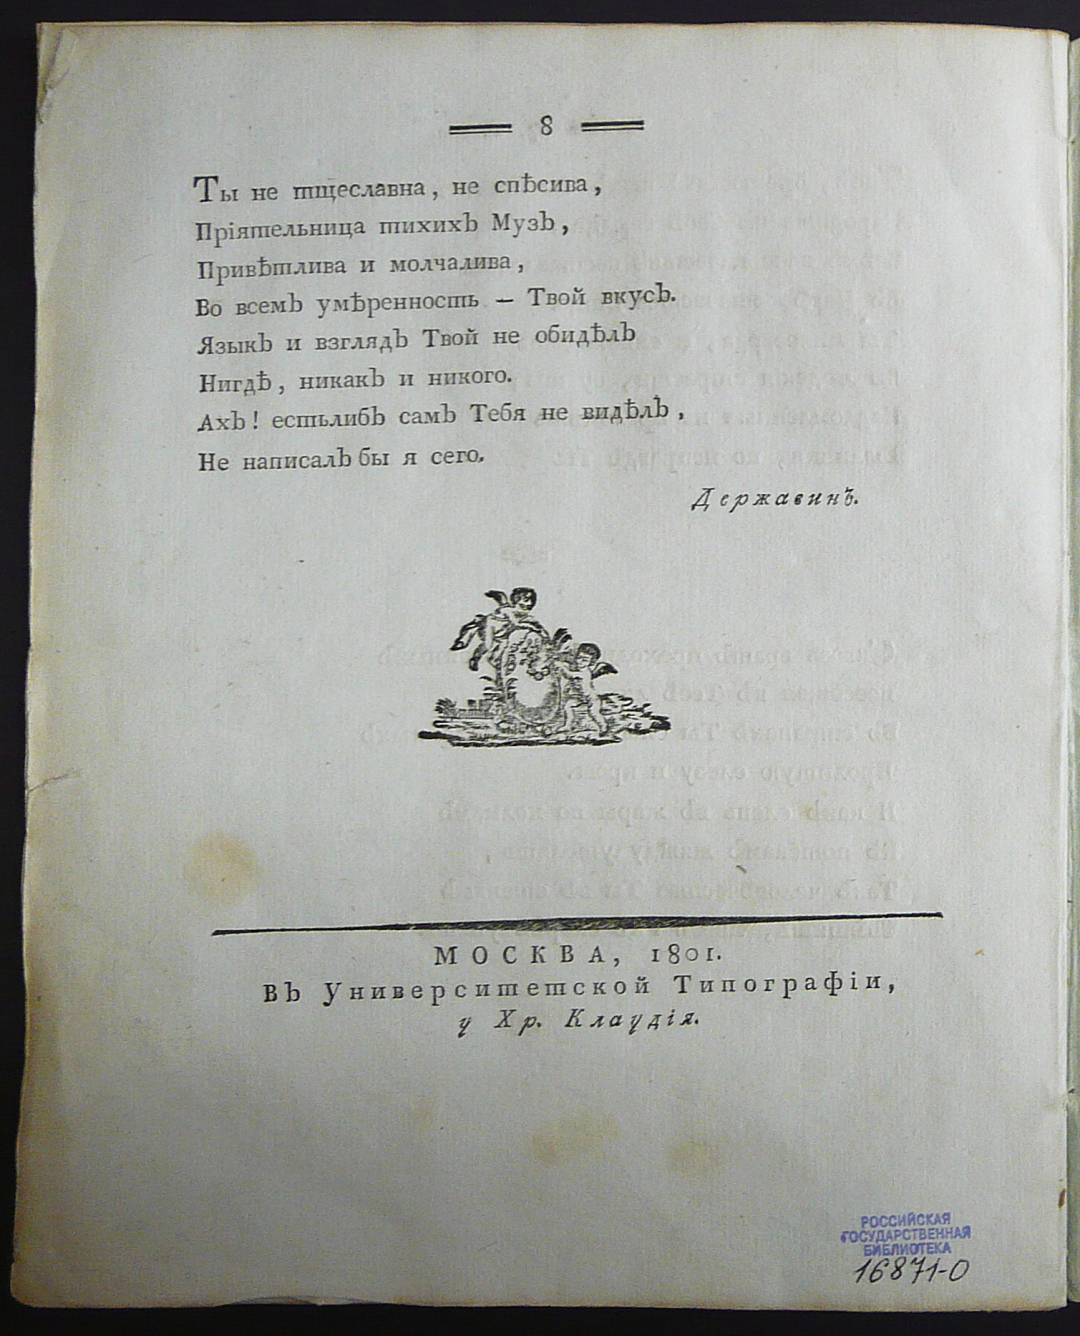 8
Ты не тщеславна, не спѣсива,
Пріятельница тихихъ Музъ,
Привѣтлива и молчалива,
Во всемъ умѣренность — Твой вкусъ.
Языкъ и взглядъ Твой не обидѣлъ
Нигдѣ, никакъ и никого.
Ахъ! естьлибъ самъ Тебя не видѣлъ,
Не написалъ бы я сего.
Державинъ.
МОСКВА, 1801.
Въ Университетской Типографіи,
у Хр. Клаудія.
РОССИЙСКАЯ
ГОСУДАРСТВЕННАЯ
БИБЛИОТЕКА
16871-0